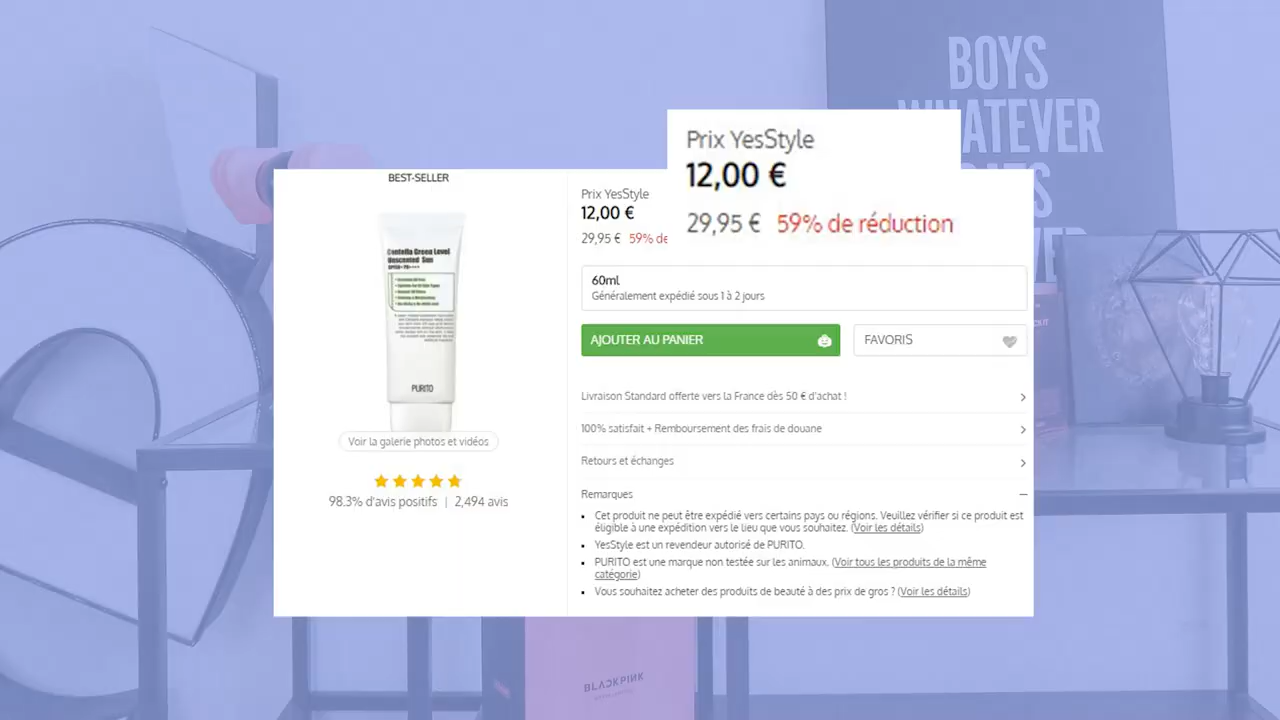 BOYS
WHATEVER
Prix YesStyle
12,00 €
29,95 € 59% de réduction
BEST-SELLER
Centella Green Level
Unscented Sun
SPF50+ PA++++
PURITO
Voir la galerie photos et vidéos
98.3% d'avis positifs | 2,494 avis
Prix YesStyle
12,00 €
29,95 € 59% de
60ml
Généralement expédié sous 1 à 2 jours
AJOUTER AU PANIER
FAVORIS
Livraison Standard offerte vers la France dès 50 € d'achat !
100% satisfait + Remboursement des frais de douane
Retours et échanges
Remarques
Cet produit ne peut être expédié vers certains pays ou régions. Veuillez vérifier si ce produit est
éligible à une expédition vers le lieu que vous souhaitez. (Voir les détails)
YesStyle est un revendeur autorisé de PURITO.
PURITO est une marque non testée sur les animaux. (Voir tous les produits de la même
catégorie)
Vous souhaitez acheter des produits de beauté à des prix de gros ? (Voir les détails)
BLACKPINK